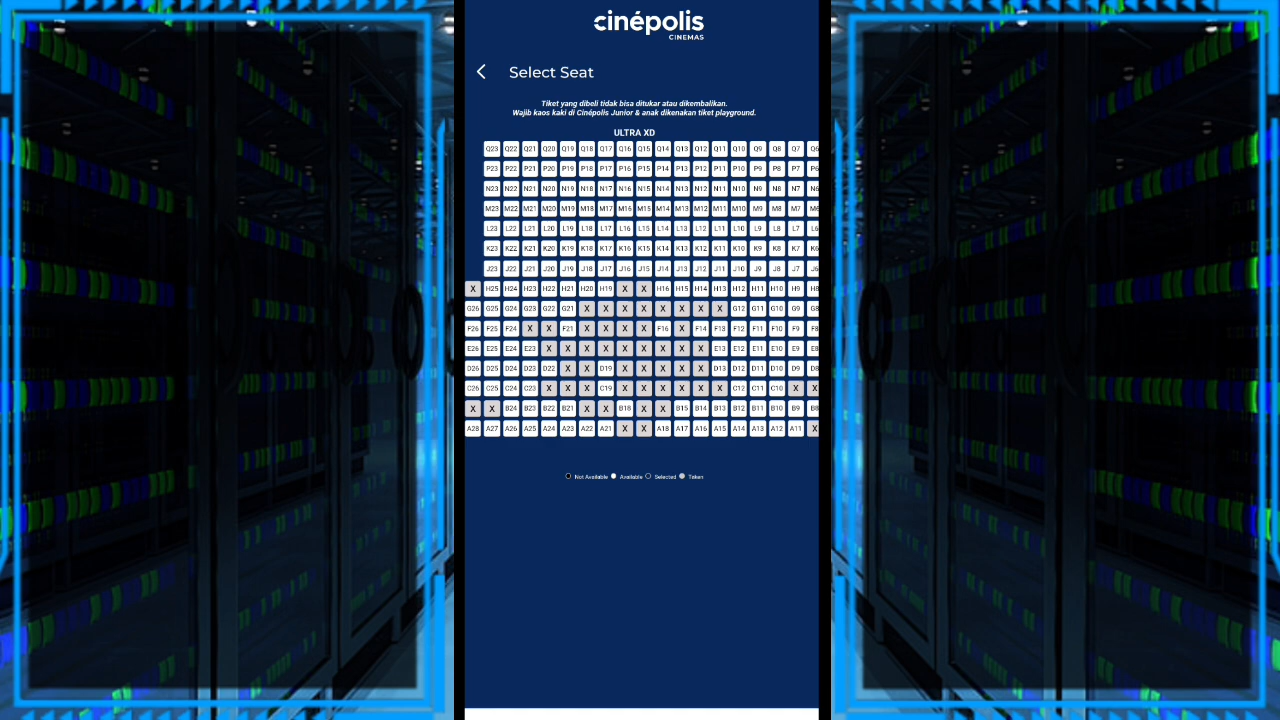 cinépolis
CINEMAS
Select Seat
Tiket yang dibeli tidak bisa ditukar atau dikembalikan.
Wajib kaos kaki di Cinépolis Junior & anak dikenakan tiket playground.
ULTRA XD
Q23 Q22 Q21 Q20 Q19 Q18 Q17 Q16 Q15 Q14 Q13 Q12 Q11 Q10 Q9 Q8 Q7 Q6
P23 P22 P21 P20 P19 P18 P17 P16 P15 P14 P13 P12 P11 P10 P9 P8 P7 P6
N23 N22 N21 N20 N19 N18 N17 N16 N15 N14 N13 N12 N11 N10 N9 N8 N7 N6
M23 M22 M21 M20 M19 M18 M17 M16 M15 M14 M13 M12 M11 M10 M9 M8 M7 M6
L23 L22 L21 L20 L19 L18 L17 L16 L15 L14 L13 L12 L11 L10 L9 L8 L7 L6
K23 K22 K21 K20 K19 K18 K17 K16 K15 K14 K13 K12 K11 K10 K9 K8 K7 K6
J23 J22 J21 J20 J19 J18 J17 J16 J15 J14 J13 J12 J11 J10 J9 J8 J7 J6
X H25 H24 H23 H22 H21 H20 H19 X X H16 H15 H14 H13 H12 H11 H10 H9 H8
G26 G25 G24 G23 G22 G21 X X X X X X X X G12 G11 G10 G9 G8
F26 F25 F24 X X F21 X X X X F16 X F14 F13 F12 F11 F10 F9 F8
E26 E25 E24 E23 X X X X X X X X X E13 E12 E11 E10 E9 E8
D26 D25 D24 D23 D22 X X D19 X X X X X D13 D12 D11 D10 D9 D8
C26 C25 C24 C23 X X X C19 X X X X X X C12 C11 C10 X X
X X B24 B23 B22 B21 X X B18 X X B15 B14 B13 B12 B11 B10 B9 B8
A28 A27 A26 A25 A24 A23 A22 A21 X X A18 A17 A16 A15 A14 A13 A12 A11 X
Not Available Available Selected Taken